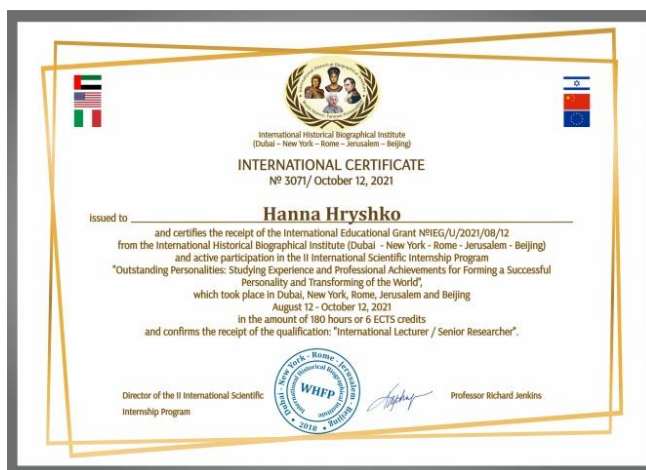 International Historical Biographical Institute
(Dubai – New York – Rome – Jerusalem – Beijing)
INTERNATIONAL CERTIFICATE
Nº 3071/ October 12, 2021
issued to Hanna Hryshko
and certifies the receipt of the International Educational Grant NºIEG/U/2021/08/12
from the International Historical Biographical Institute (Dubai - New York - Rome - Jerusalem - Beijing)
and active participation in the II International Scientific Internship Program
"Outstanding Personalities: Studying Experience and Professional Achievements for Forming a Successful
Personality and Transforming of the World",
which took place in Dubai, New York, Rome, Jerusalem and Beijing
August 12 - October 12, 2021
in the amount of 180 hours or 6 ECTS credits
and confirms the receipt of the qualification: "International Lecturer / Senior Researcher".
Director of the II International Scientific
Internship Program
Dubai - New York - Rome - Jerusalem - Beijing
International Historical Biographical Institute
WHFP
2018
Professor Richard Jenkins